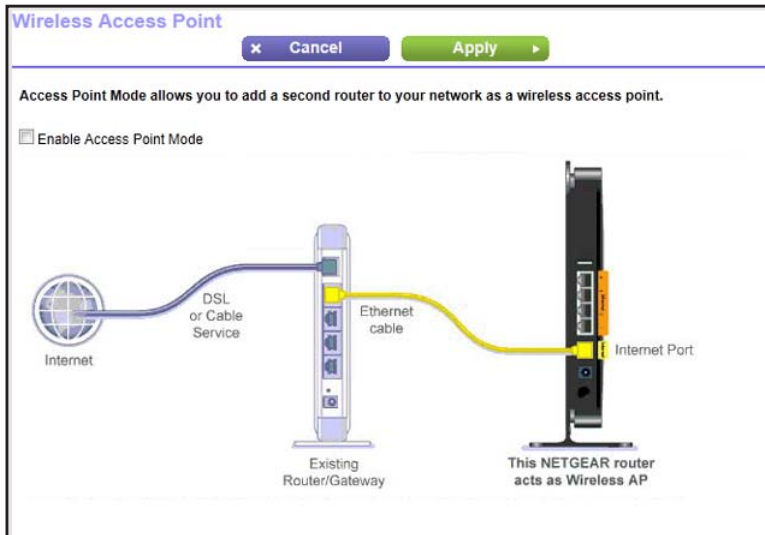 Wireless Access Point
Cancel
Apply
Access Point Mode allows you to add a second router to your network as a wireless access point.
Enable Access Point Mode
DSL
or Cable
Service
Internet
Ethernet
cable
Internet Port
Existing
Router/Gateway
This NETGEAR router
acts as Wireless AP